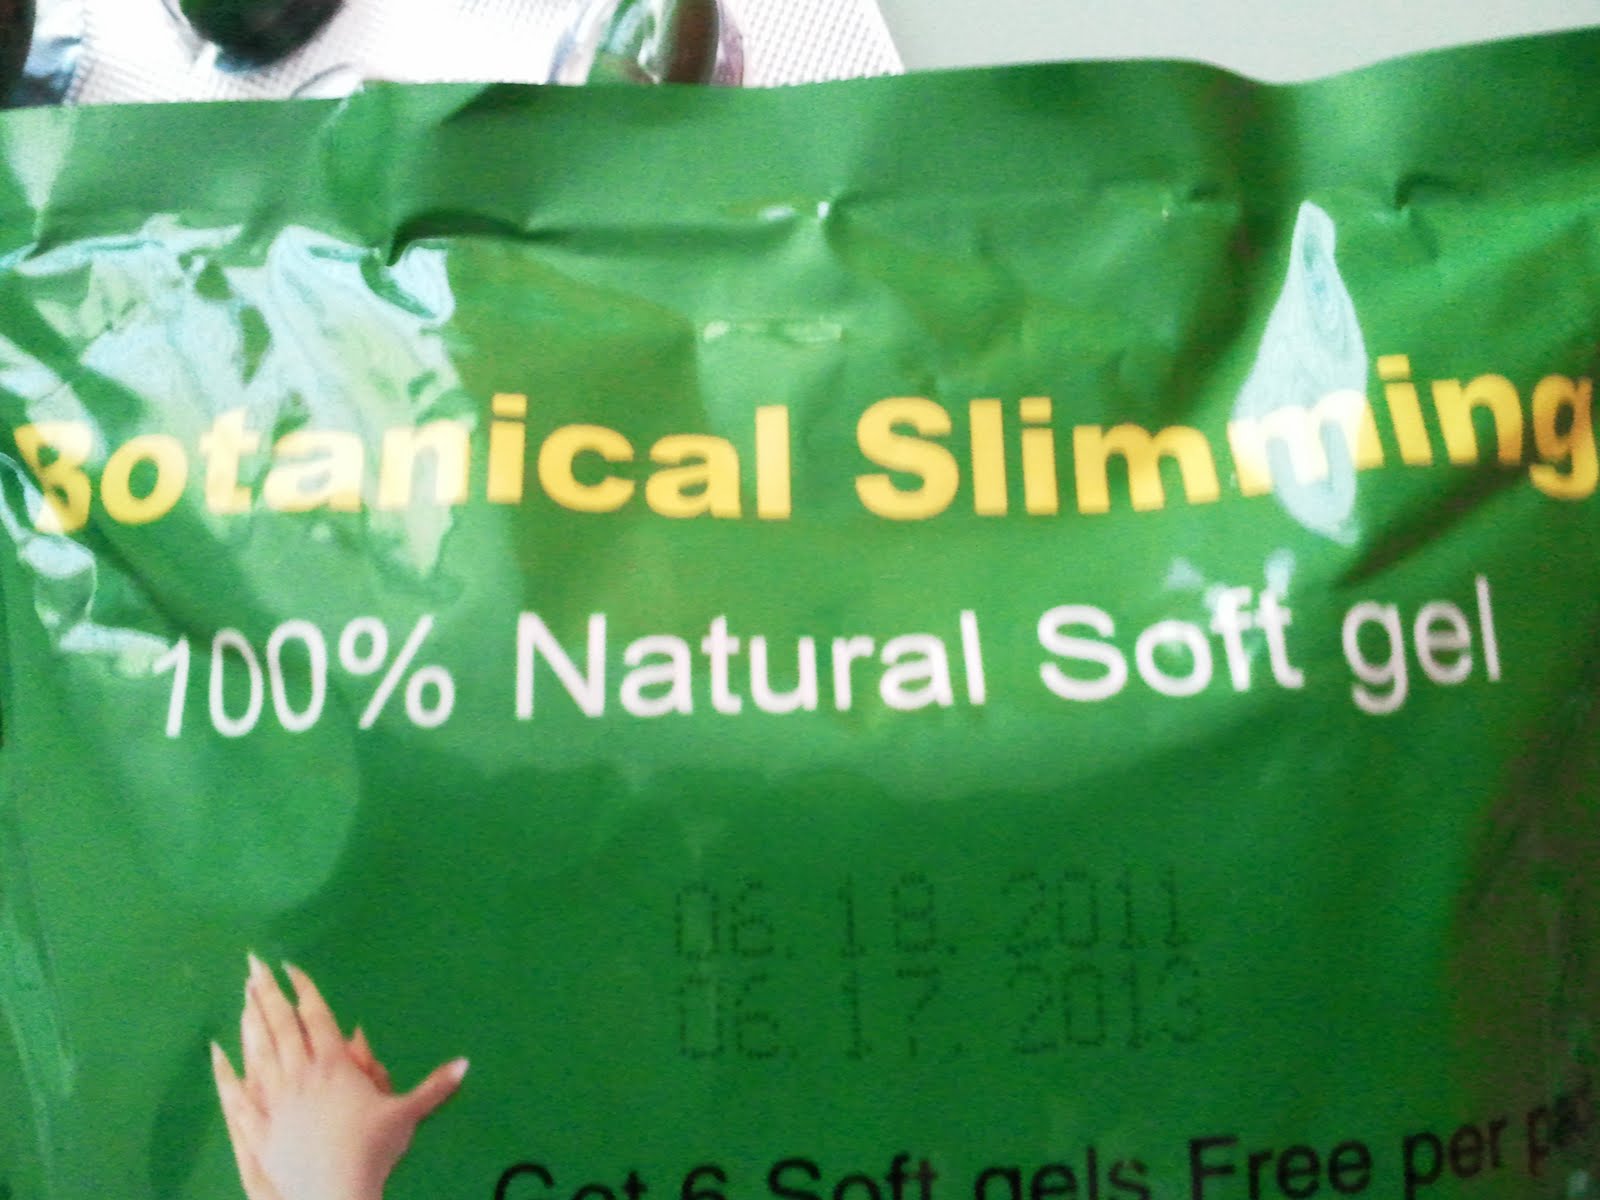 Botanical Slimming
100% Natural Soft gel
06.18.2011
06.17.2013
Get 6 Soft gels Free per